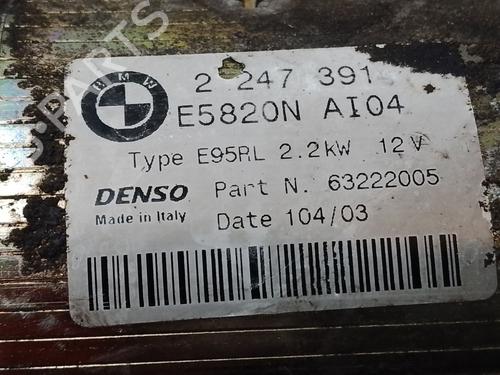 BMW
2 247 391
E5820N AI04
Type E95RL 2.2kW 12V
DENSO Part N. 63222005
Made in Italy Date 104/03